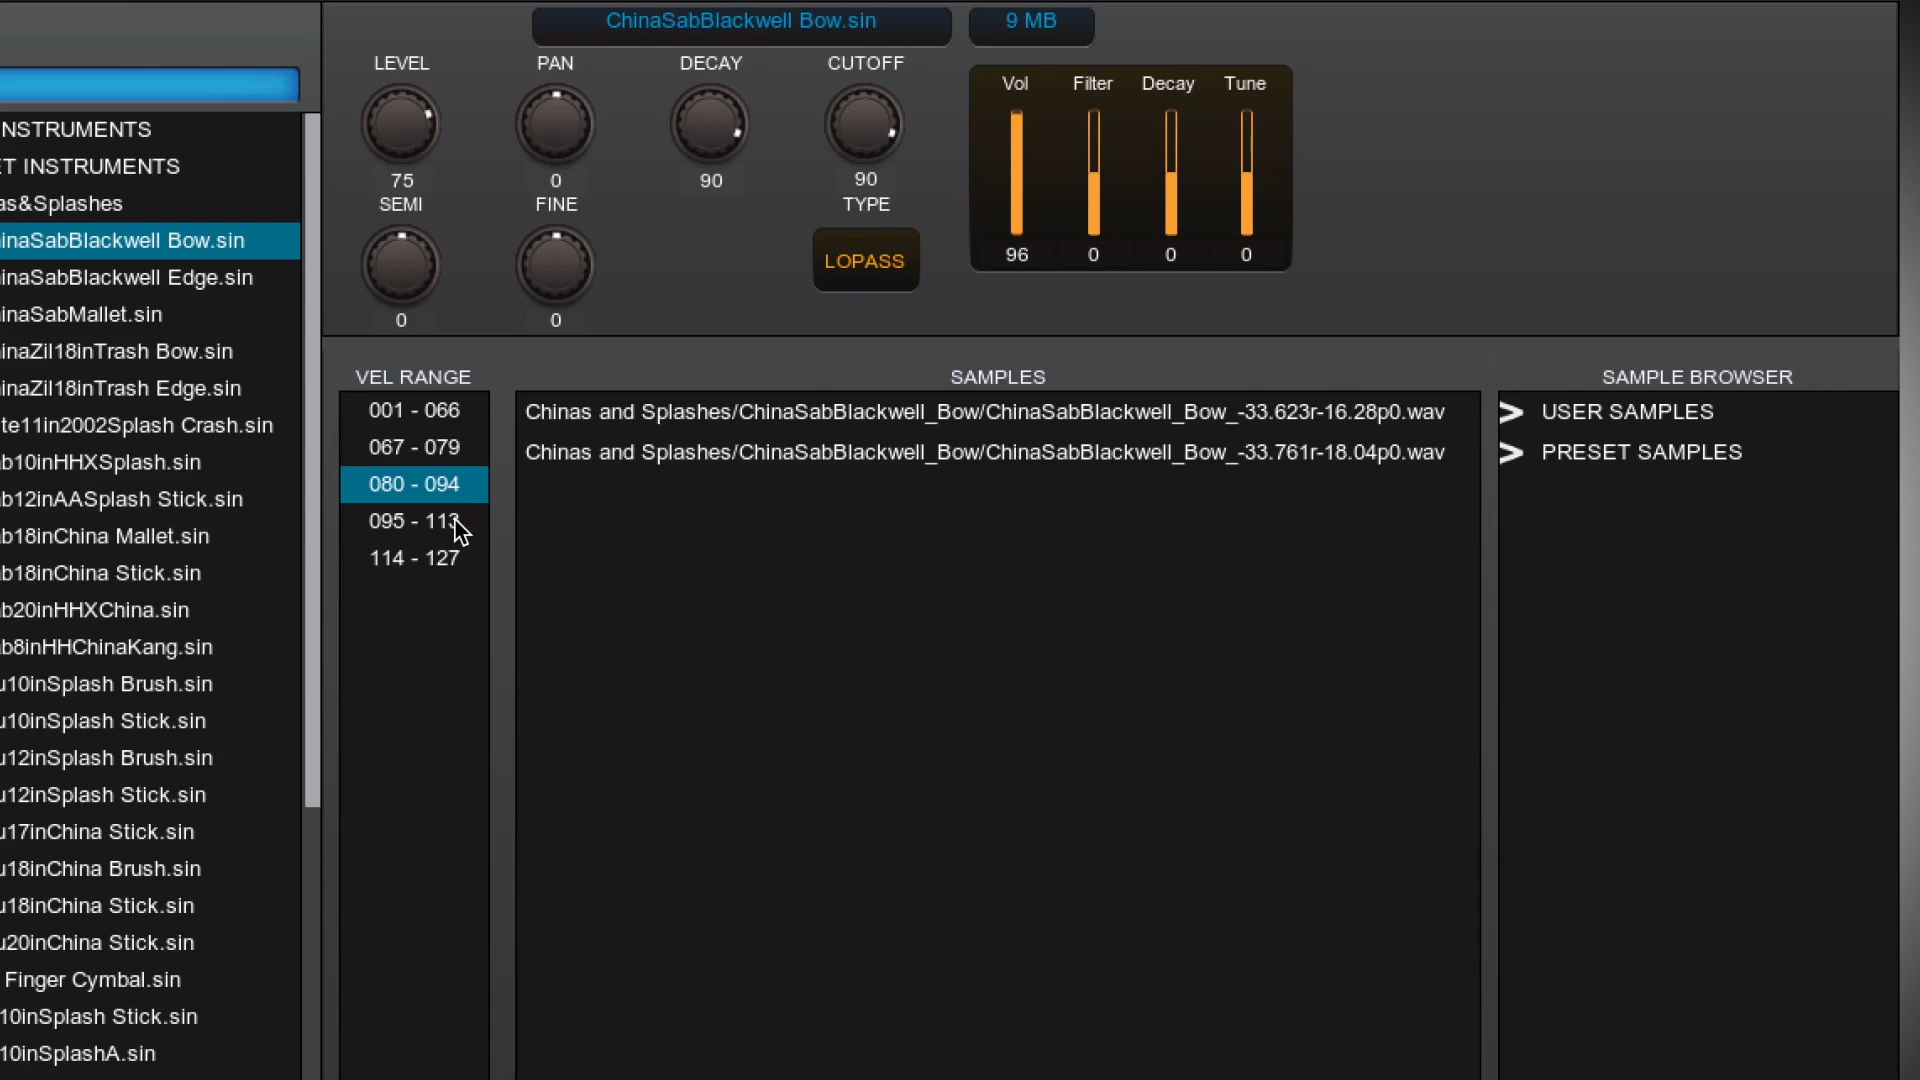 ChinaSabBlackwell Bow.sin
9 MB
LEVEL
PAN
DECAY
CUTOFF
75
0
90
90
SEMI
FINE
TYPE
LOPASS
0
0
Vol
Filter
Decay
Tune
96
0
0
0
NSTRUMENTS
ET INSTRUMENTS
as&Splashes
inaSabBlackwell Bow.sin
inaSabBlackwell Edge.sin
inaSabMallet.sin
inaZil18inTrash Bow.sin
inaZil18inTrash Edge.sin
te11in2002Splash Crash.sin
b10inHHXSplash.sin
b12inAASplash Stick.sin
b18inChina Mallet.sin
b18inChina Stick.sin
b20inHHXChina.sin
b8inHHChinaKang.sin
u10inSplash Brush.sin
u10inSplash Stick.sin
u12inSplash Brush.sin
u12inSplash Stick.sin
u17inChina Stick.sin
u18inChina Brush.sin
u18inChina Stick.sin
u20inChina Stick.sin
Finger Cymbal.sin
10inSplash Stick.sin
10inSplashA.sin
VEL RANGE
001 - 066
067 - 079
080 - 094
095 - 113
114 - 127
SAMPLES
Chinas and Splashes/ChinaSabBlackwell_Bow/ChinaSabBlackwell_Bow_-33.623r-16.28p0.wav
Chinas and Splashes/ChinaSabBlackwell_Bow/ChinaSabBlackwell_Bow_-33.761r-18.04p0.wav
SAMPLE BROWSER
> USER SAMPLES
> PRESET SAMPLES